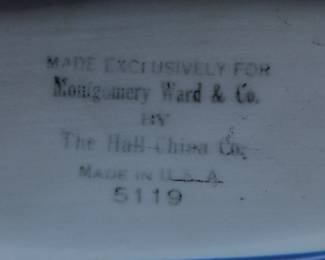 MADE EXCLUSIVELY FOR
Montgomery Ward & Co.
BY
The Hall China Co.
MADE IN U.S.A.
5119